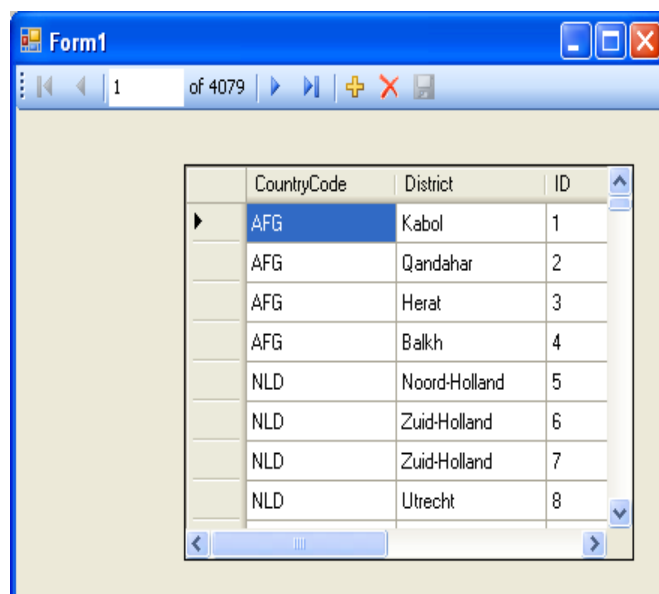 Form1
1 of 4079
CountryCode District ID
AFG Kabol 1
AFG Qandahar 2
AFG Herat 3
AFG Balkh 4
NLD Noord-Holland 5
NLD Zuid-Holland 6
NLD Zuid-Holland 7
NLD Utrecht 8